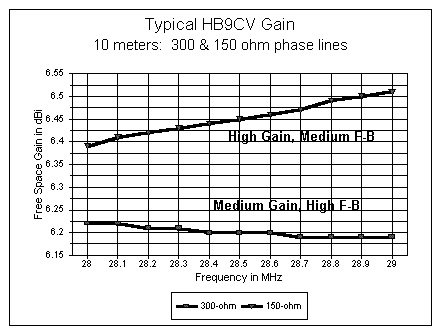 Typical HB9CV Gain
10 meters:  300 & 150 ohm phase lines
Free Space Gain in dBi
6.55
6.5
6.45
6.4
6.35
6.3
6.25
6.2
6.15
High Gain, Medium F-B
Medium Gain, High F-B
28 28.1 28.2 28.3 28.4 28.5 28.6 28.7 28.8 28.9 29
Frequency in MHz
300-ohm 150-ohm